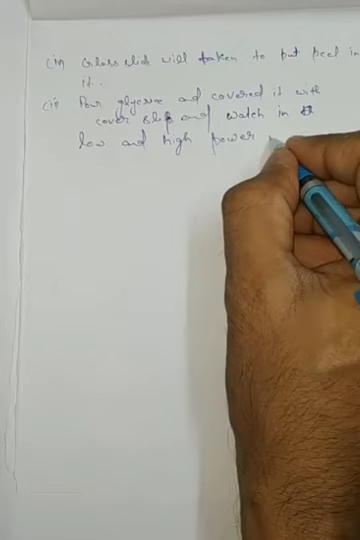 (i) Glass slide will taken to put peel in
it.
(ii) Pour glycrine and covered it with
cover slip and watch in
low and high power